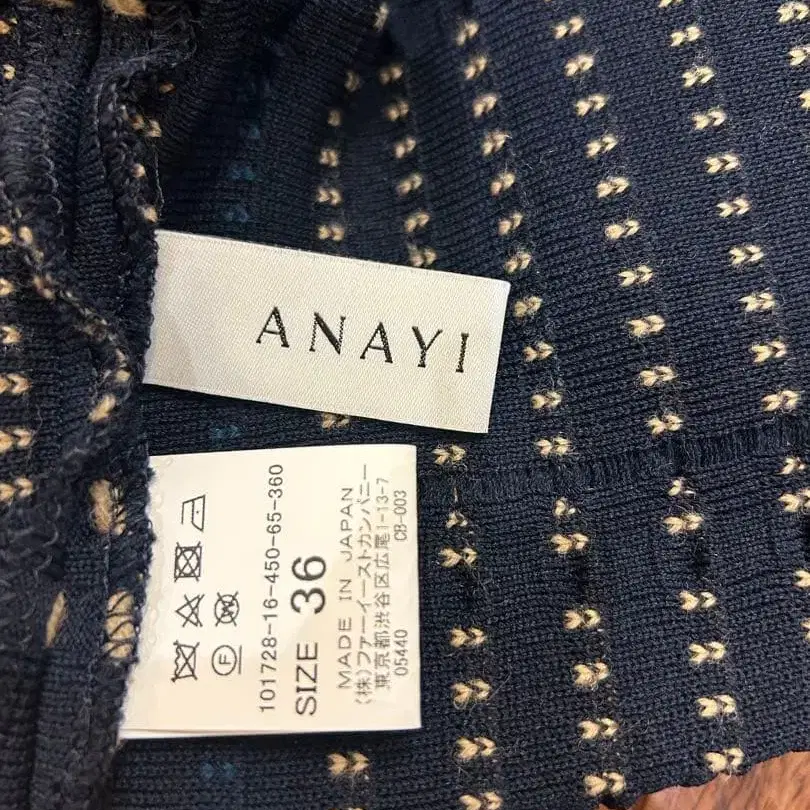 ANAYI
101728-16-450-65-360
SIZE 36
MADE IN JAPAN
(株)ファーイーストカンパニー
東京都渋谷区広尾1-13-7
05440 CB-003